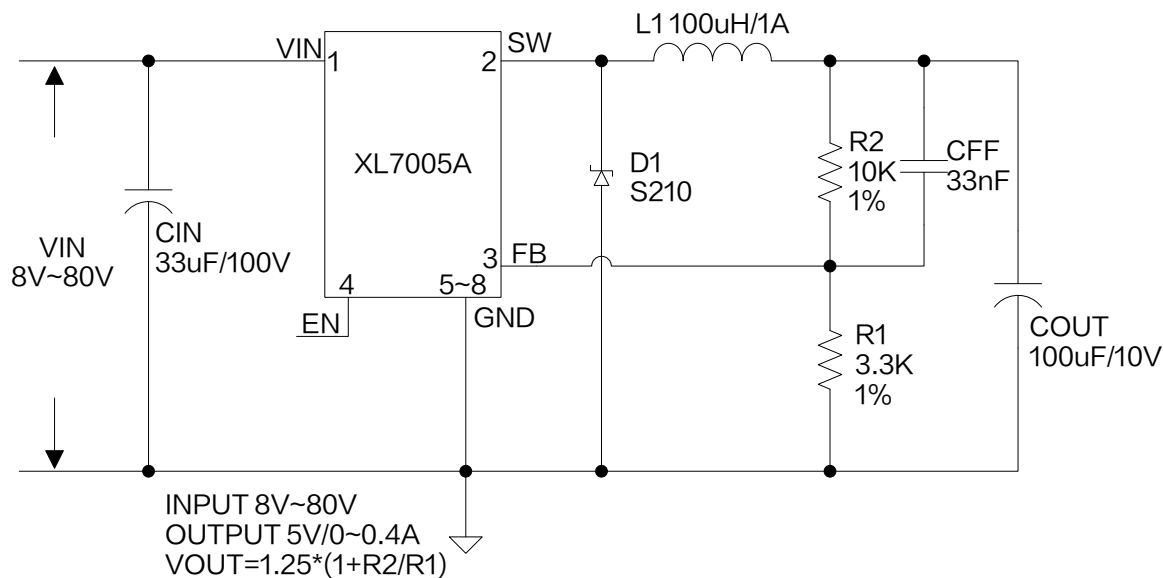 L1 100uH/1A
VIN
1
SW
2
XL7005A
R2
10K
1%
CFF
33nF
D1
S210
CIN
33uF/100V
VIN
8V~80V
3
FB
4
5~8
EN
GND
COUT
100uF/10V
R1
3.3K
1%
INPUT 8V~80V
OUTPUT 5V/0~0.4A
VOUT=1.25*(1+R2/R1)